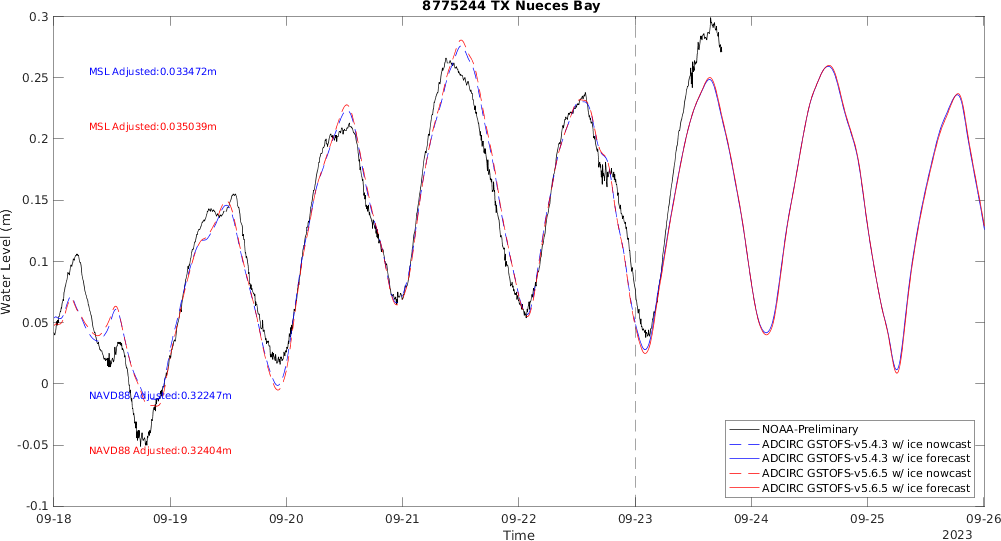 8775244 TX Nueces Bay
0.3
0.25
0.2
0.15
0.1
0.05
0
-0.05
-0.1
Water Level (m)
MSL Adjusted:0.033472m
MSL Adjusted:0.035039m
NAVD88 Adjusted:0.32247m
NAVD88 Adjusted:0.32404m
NOAA-Preliminary
ADCIRC GSTOFS-v5.4.3 w/ ice nowcast
ADCIRC GSTOFS-v5.4.3 w/ ice forecast
ADCIRC GSTOFS-v5.6.5 w/ ice nowcast
ADCIRC GSTOFS-v5.6.5 w/ ice forecast
09-18 09-19 09-20 09-21 09-22 09-23 09-24 09-25 09-26
Time
2023